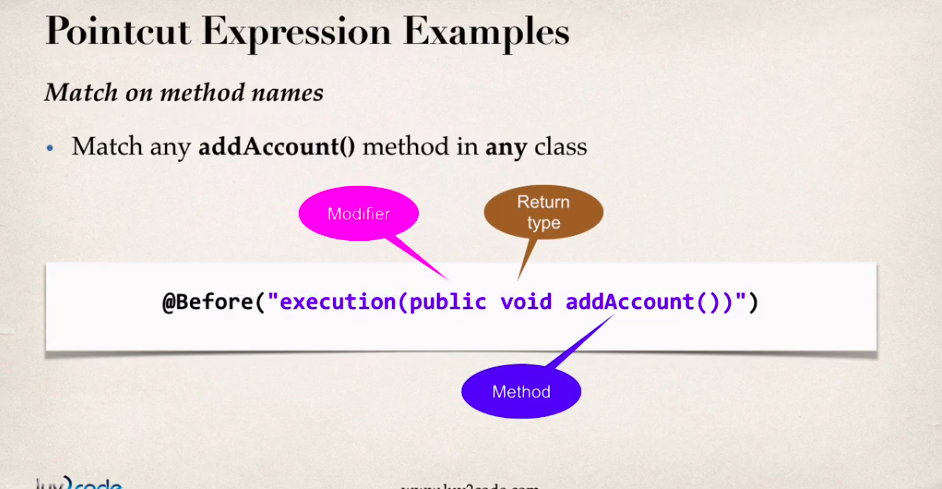 Pointcut Expression Examples
Match on method names
• Match any addAccount() method in any class
Modifier
Return
type
@Before("execution(public void addAccount())")
Method
luv2code
www.luv2code.com